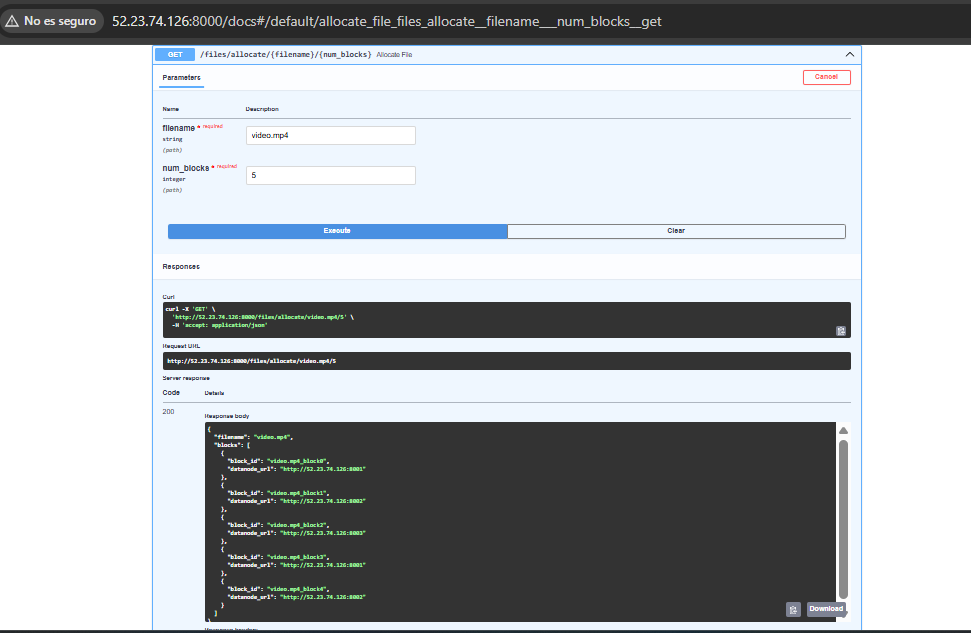 No es seguro 52.23.74.126:8000/docs#/default/allocate_file_files_allocate__filename___num_blocks__get
GET /files/allocate/{filename}/{num_blocks} Allocate File
Parameters Cancel
Name Description
filename * required
string
(path)
video.mp4
num_blocks * required
integer
(path)
5
Execute Clear
Responses
Curl
curl -X 'GET' \
'http://52.23.74.126:8000/files/allocate/video.mp4/5' \
-H 'accept: application/json'
Request URL
http://52.23.74.126:8000/files/allocate/video.mp4/5
Server response
Code Details
200
Response body
{
"filename": "video.mp4",
"blocks": [
{
"block_id": "video.mp4_block0",
"datanode_url": "http://52.23.74.126:8001"
},
{
"block_id": "video.mp4_block1",
"datanode_url": "http://52.23.74.126:8002"
},
{
"block_id": "video.mp4_block2",
"datanode_url": "http://52.23.74.126:8003"
},
{
"block_id": "video.mp4_block3",
"datanode_url": "http://52.23.74.126:8001"
},
{
"block_id": "video.mp4_block4",
"datanode_url": "http://52.23.74.126:8002"
}
]
}
Download
Response headers